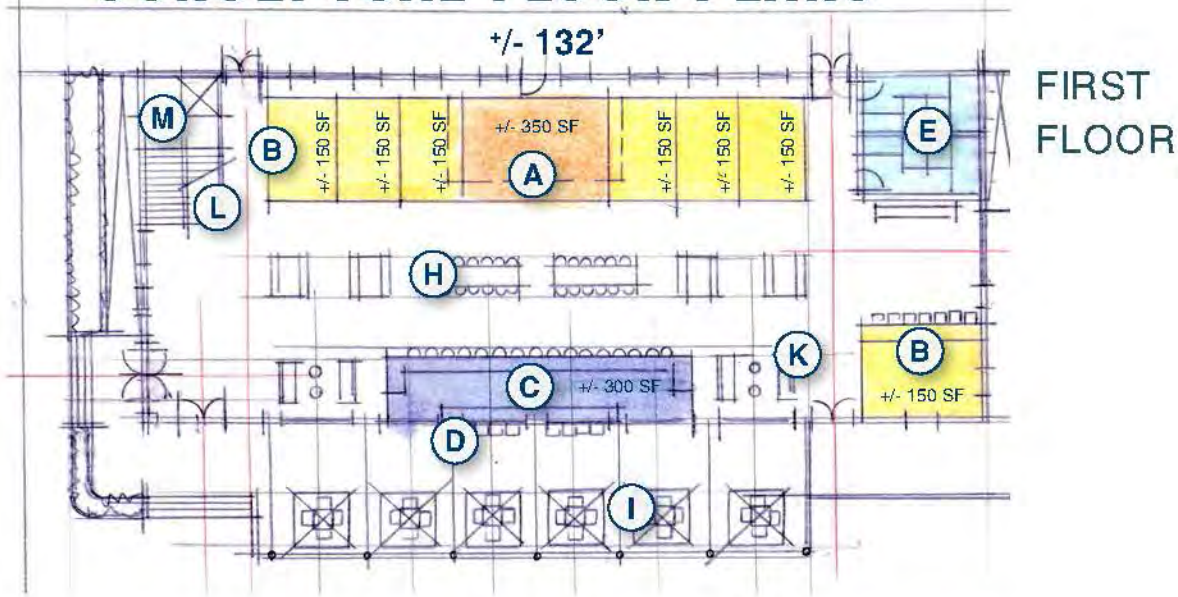 +/- 132’
FIRST
FLOOR
M
B
+/- 150 SF
+/- 150 SF
+/- 150 SF
+/- 350 SF
A
+/- 150 SF
+/- 150 SF
+/- 150 SF
E
L
H
K
B
+/- 150 SF
C
+/- 300 SF
D
I